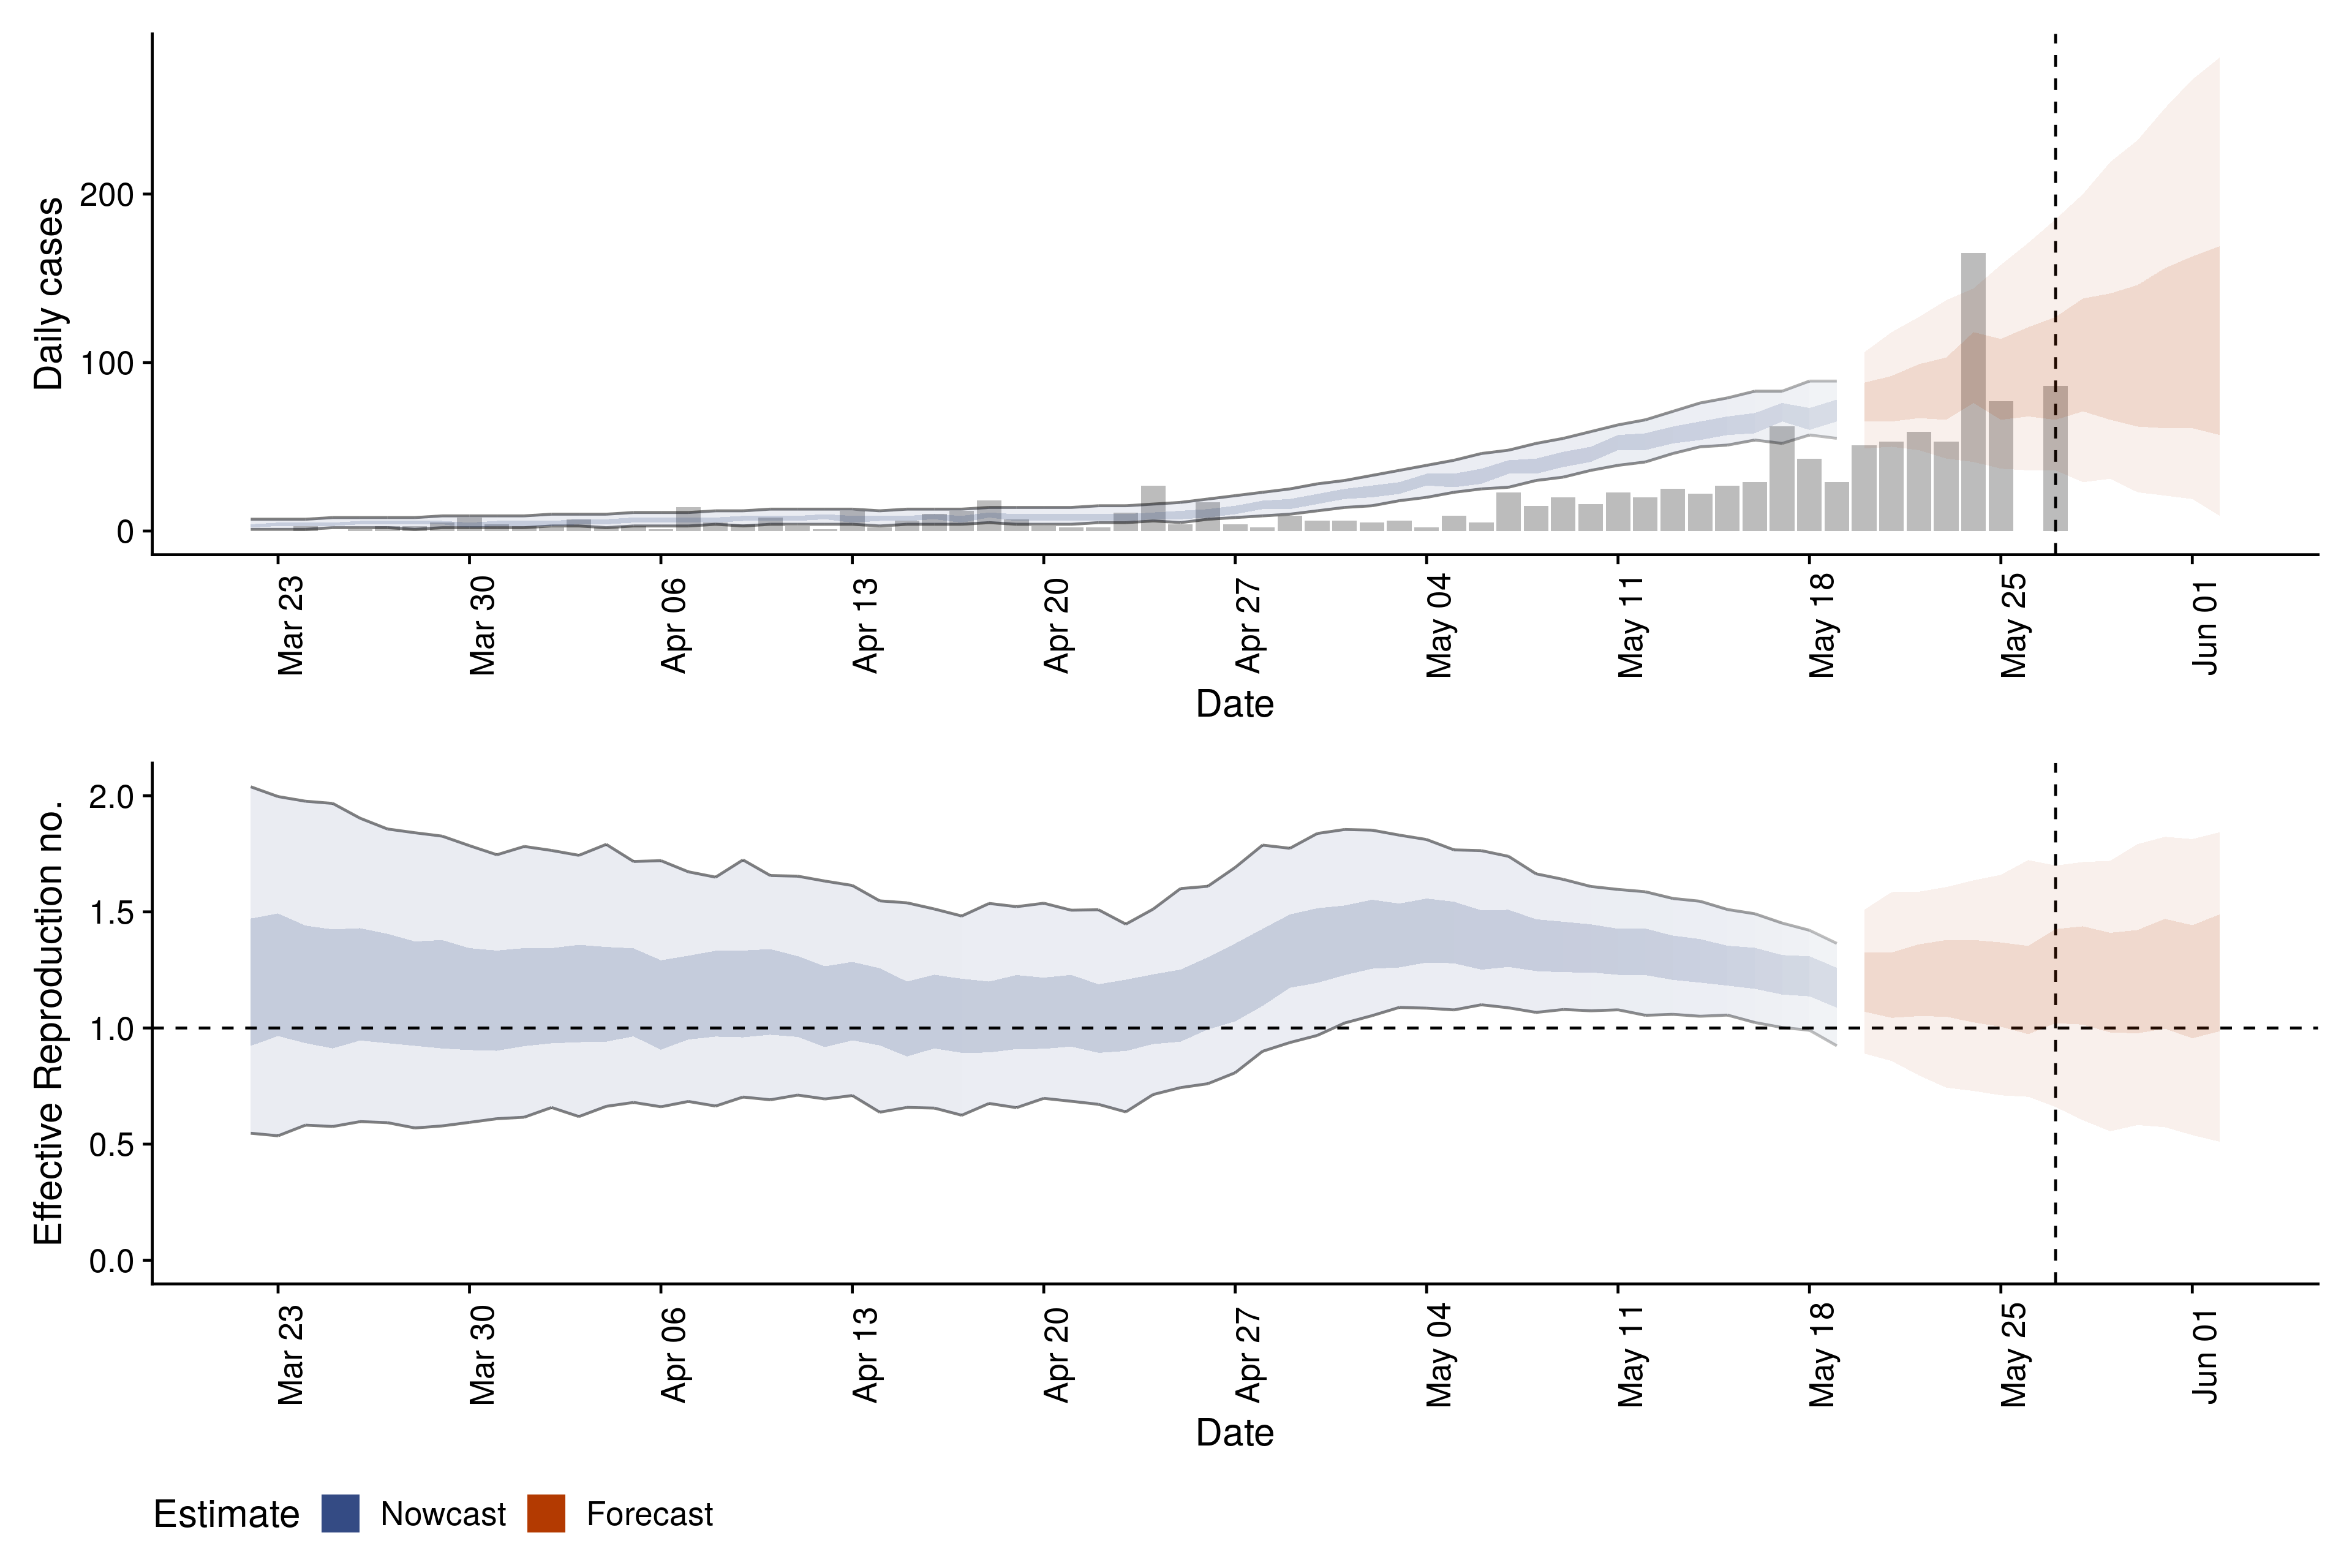 Daily cases
200
100
0
Mar 23
Mar 30
Apr 06
Apr 13
Apr 20
Apr 27
May 04
May 11
May 18
May 25
Jun 01
Date
Effective Reproduction no.
2.0
1.5
1.0
0.5
0.0
Mar 23
Mar 30
Apr 06
Apr 13
Apr 20
Apr 27
May 04
May 11
May 18
May 25
Jun 01
Date
Estimate Nowcast Forecast